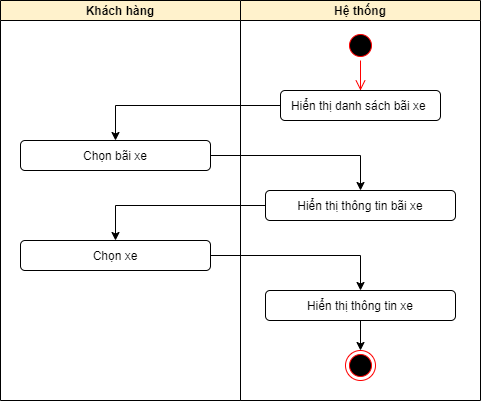 Khách hàng
Hệ thống
Hiển thị danh sách bãi xe
Chọn bãi xe
Hiển thị thông tin bãi xe
Chọn xe
Hiển thị thông tin xe